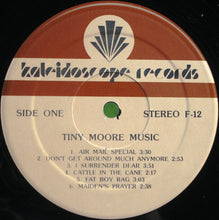 kaleidoscope records
SIDE ONE STEREO F-12
TINY MOORE MUSIC
1. AIR MAIL SPECIAL 3:30
2. DON'T GET AROUND MUCH ANYMORE 2:53
3. I SURRENDER DEAR 3:51
4. CATTLE IN THE CANE 2:17
5. FAT BOY RAG 3:03
6. MAIDEN'S PRAYER 6:38